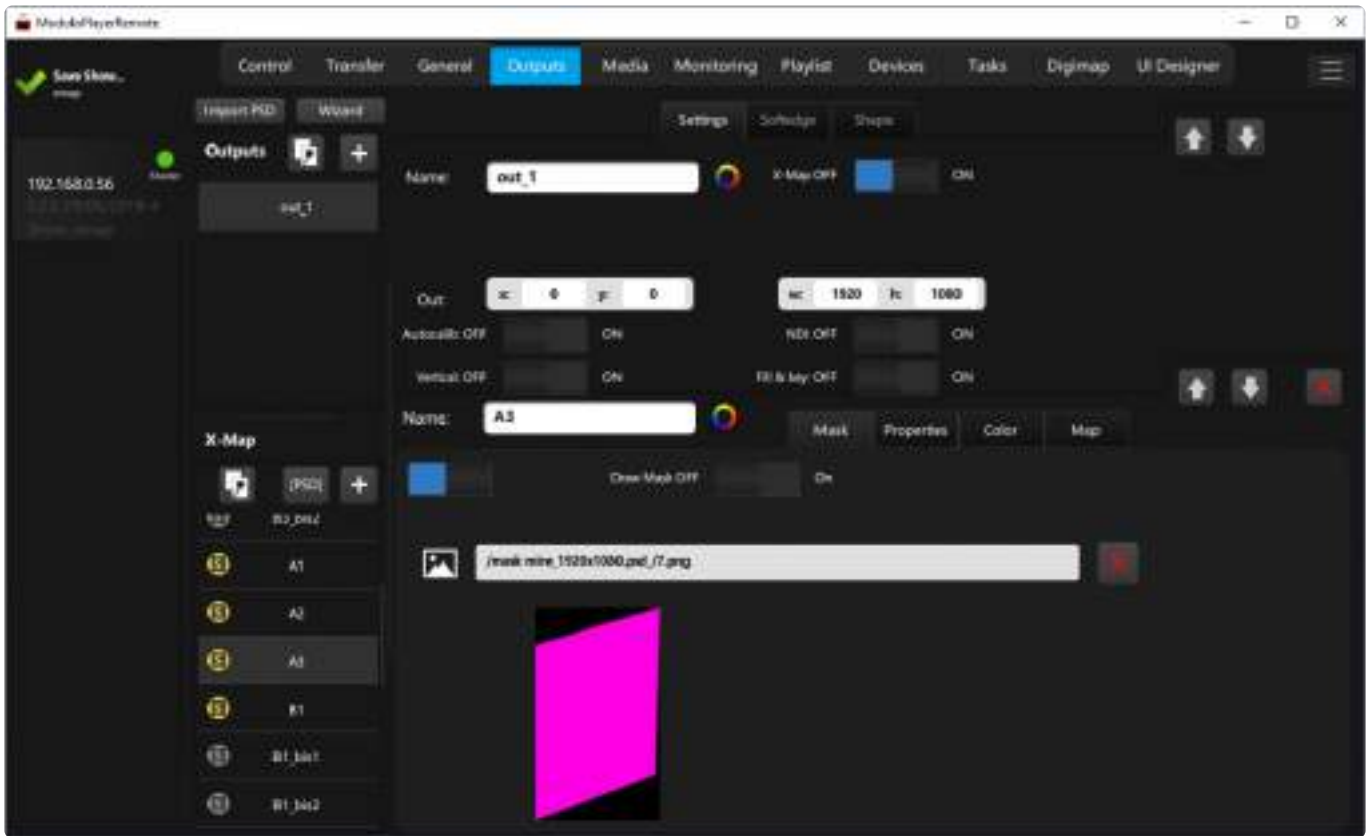 ModuloPlayerRemote
Save Show...
Control Transfer General Outputs Media Monitoring Playlist Devices Tasks Digimap UI Designer
Import PSD Wizard
Settings Softedge Shape
Outputs
Master
192.168.0.56
Name: out_1 X-Map OFF ON
out_1
Out: x: 0 y: 0 w: 1920 h: 1080
Autocalib: OFF ON NDI: OFF ON
Vertical: OFF ON Fill & key: OFF ON
Name: A3
Mask Properties Color Map
X-Map
(PSD)
Draw Mask OFF On
B3_bis2
/mask mire_1920x1080.psd_/7.png
A1
A2
A3
B1
B1_bis1
B1_bis2